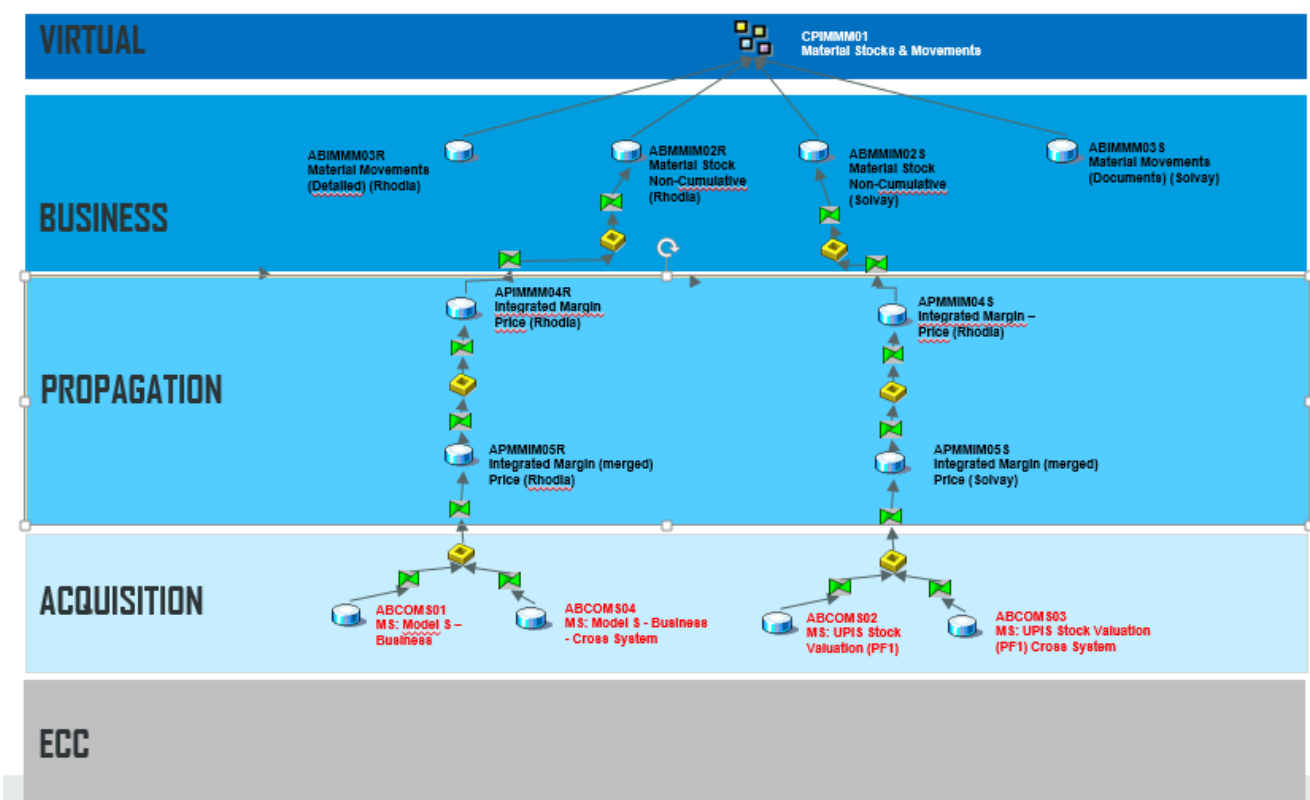 VIRTUAL
CPIMMM01
Material Stocks & Movements
ABIMMM03R
Material Movements
(Detailed) (Rhodia)
ABMMIM02R
Material Stock
Non-Cumulative
(Rhodia)
ABMMIM02S
Material Stock
Non-Cumulative
(Solvay)
ABIMMM03S
Material Movements
(Documents) (Solvay)
BUSINESS
APIMMM04R
Integrated Margin
Price (Rhodia)
APMMIM04S
Integrated Margin –
Price (Rhodia)
PROPAGATION
APMMIM05R
Integrated Margin (merged)
Price (Rhodia)
APMMIM05S
Integrated Margin (merged)
Price (Solvay)
ACQUISITION
ABCOMS01
MS: Model S –
Business
ABCOMS04
MS: Model S - Business
- Cross System
ABCOMS02
MS: UPIS Stock
Valuation (PF1)
ABCOMS03
MS: UPIS Stock Valuation
(PF1) Cross System
ECC